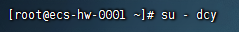 [root@ecs-hw-0001 ~]# su - dcy